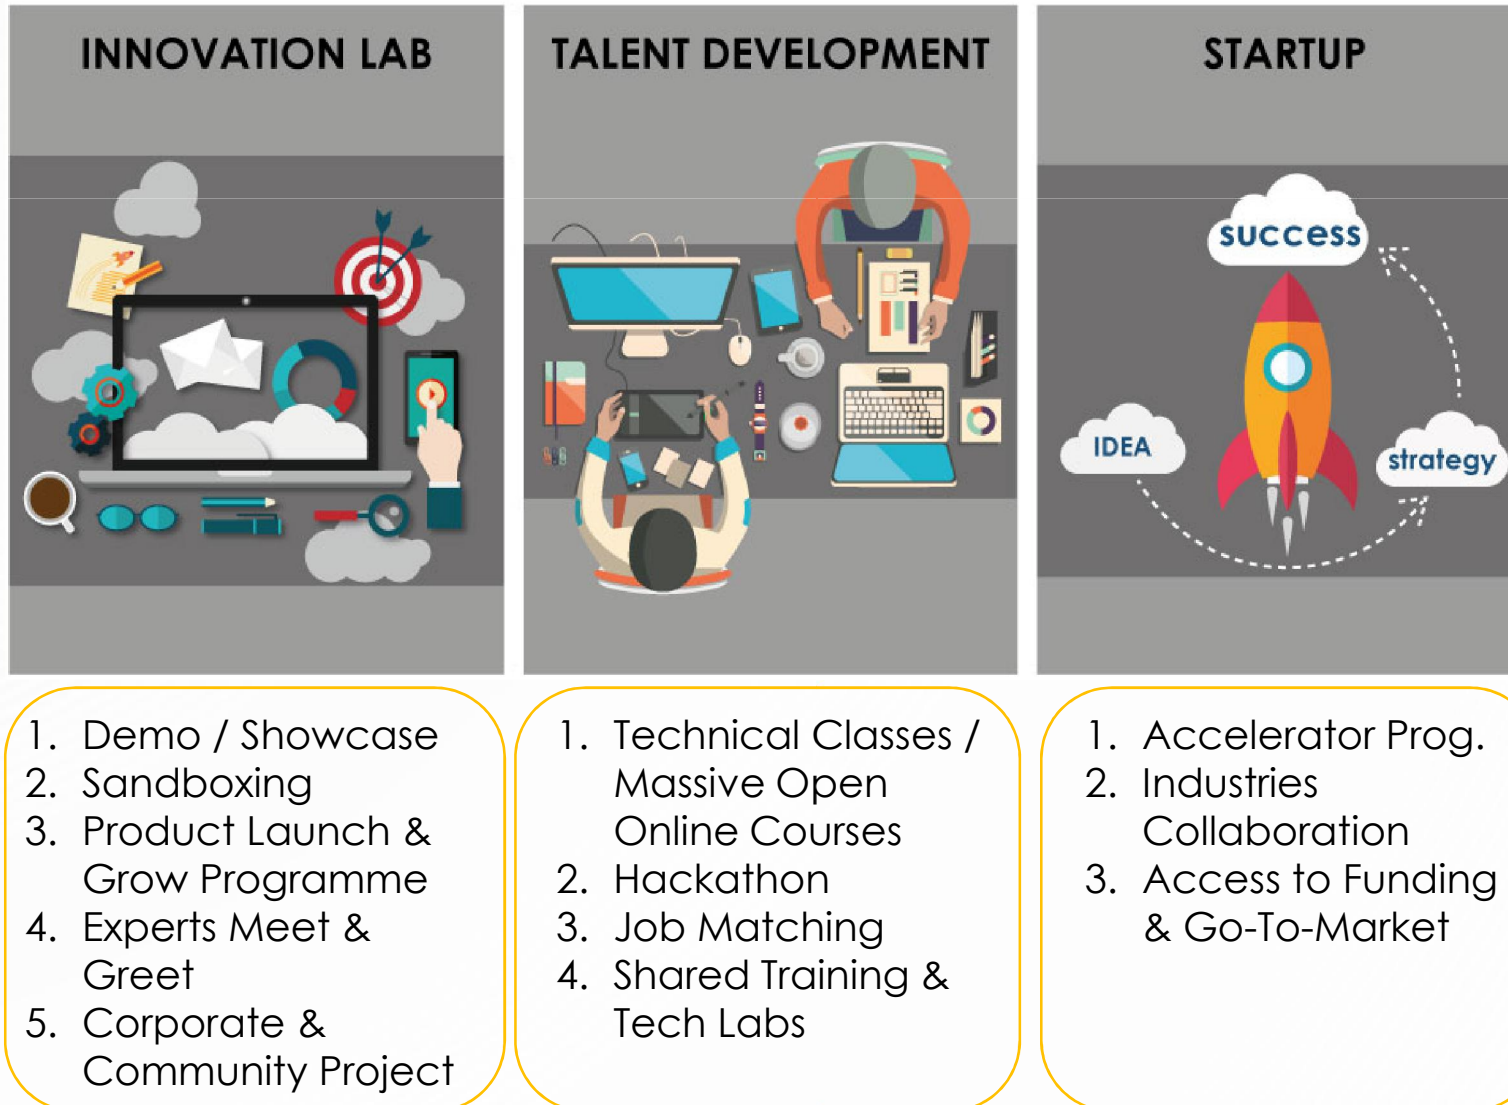 INNOVATION LAB
TALENT DEVELOPMENT
STARTUP
success
IDEA
strategy
1. Demo / Showcase
2. Sandboxing
3. Product Launch &
Grow Programme
4. Experts Meet &
Greet
5. Corporate &
Community Project
1. Technical Classes /
Massive Open
Online Courses
2. Hackathon
3. Job Matching
4. Shared Training &
Tech Labs
1. Accelerator Prog.
2. Industries
Collaboration
3. Access to Funding
& Go-To-Market